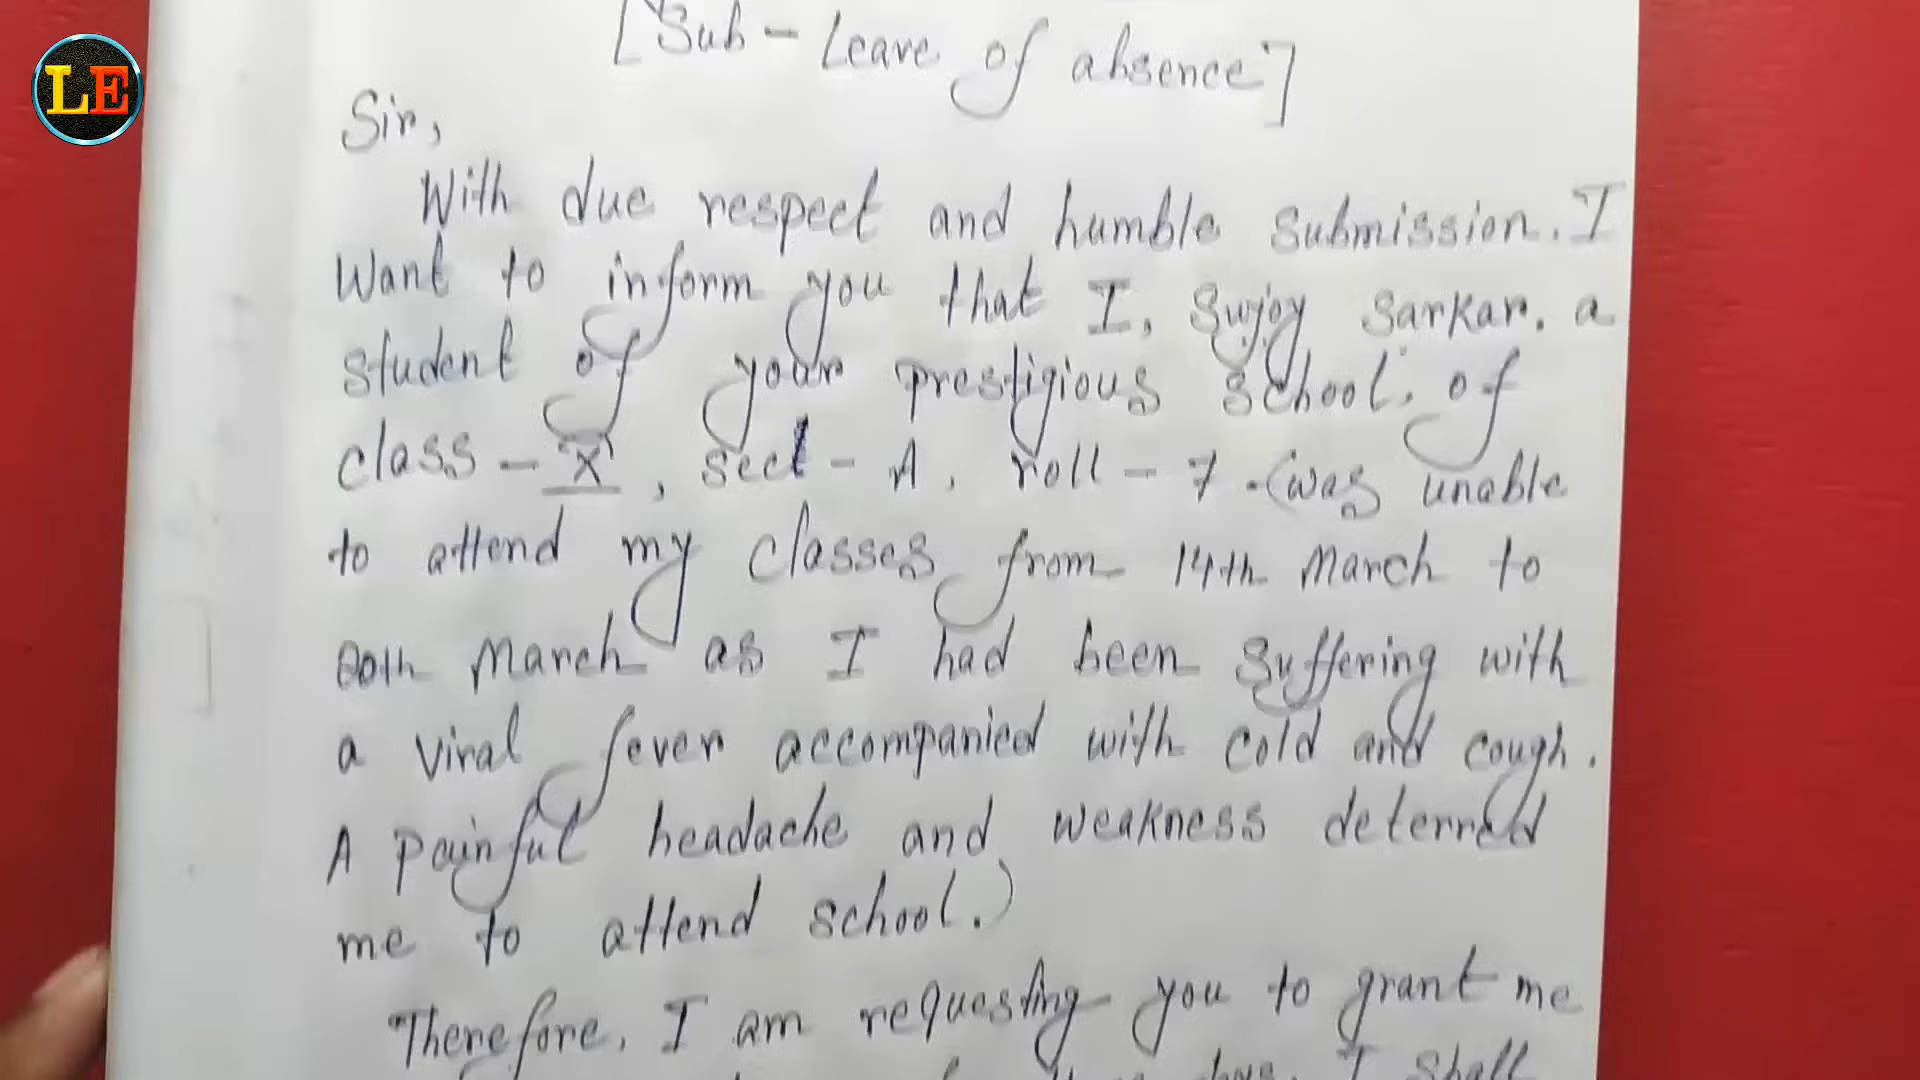 LE
[Sub - Leave of absence]
Sir,
With due respect and humble submission. I
want to inform you that I, Sujoy Sarkar. a
student of your prestigious school. of
class - X, sect - A, roll - 7. (was unable
to attend my classes from 14th March to
March as I had been suffering with
a viral fever accompanied with cold and cough.
A painful headache and weakness deterred
me to attend school.)
Therefore, I am requesting you to grant me
I shall